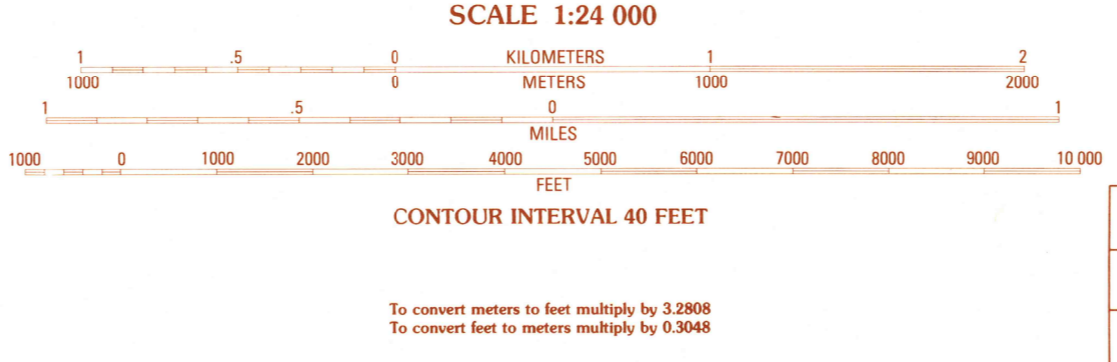 SCALE 1:24 000
1 .5 0 KILOMETERS 1 2
1000 0 METERS 1000 2000
1 .5 0 1
MILES
1000 0 1000 2000 3000 4000 5000 6000 7000 8000 9000 10 000
FEET
CONTOUR INTERVAL 40 FEET
To convert meters to feet multiply by 3.2808
To convert feet to meters multiply by 0.3048